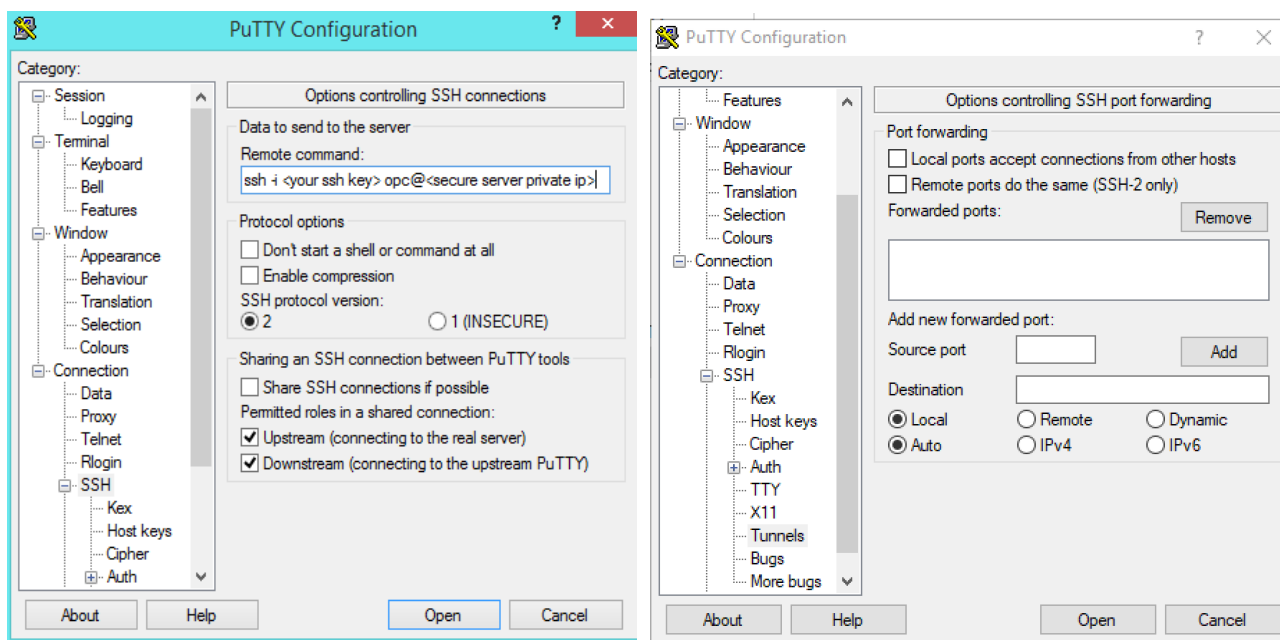 PuTTY Configuration
?
×
Category:
Session
Logging
Terminal
Keyboard
Bell
Features
Window
Appearance
Behaviour
Translation
Selection
Colours
Connection
Data
Proxy
Telnet
Rlogin
SSH
Kex
Host keys
Cipher
Auth
Options controlling SSH connections
Data to send to the server
Remote command:
ssh -i <your ssh key> opc@<secure server private ip>
Protocol options
Don't start a shell or command at all
Enable compression
SSH protocol version:
2 1 (INSECURE)
Sharing an SSH connection between PuTTY tools
Share SSH connections if possible
Permitted roles in a shared connection:
Upstream (connecting to the real server)
Downstream (connecting to the upstream PuTTY)
About Help Open Cancel
PuTTY Configuration
?
×
Category:
Features
Window
Appearance
Behaviour
Translation
Selection
Colours
Connection
Data
Proxy
Telnet
Rlogin
SSH
Kex
Host keys
Cipher
Auth
TTY
X11
Tunnels
Bugs
More bugs
Options controlling SSH port forwarding
Port forwarding
Local ports accept connections from other hosts
Remote ports do the same (SSH-2 only)
Forwarded ports: Remove
Add new forwarded port:
Source port Add
Destination
Local Remote Dynamic
Auto IPv4 IPv6
About Help Open Cancel